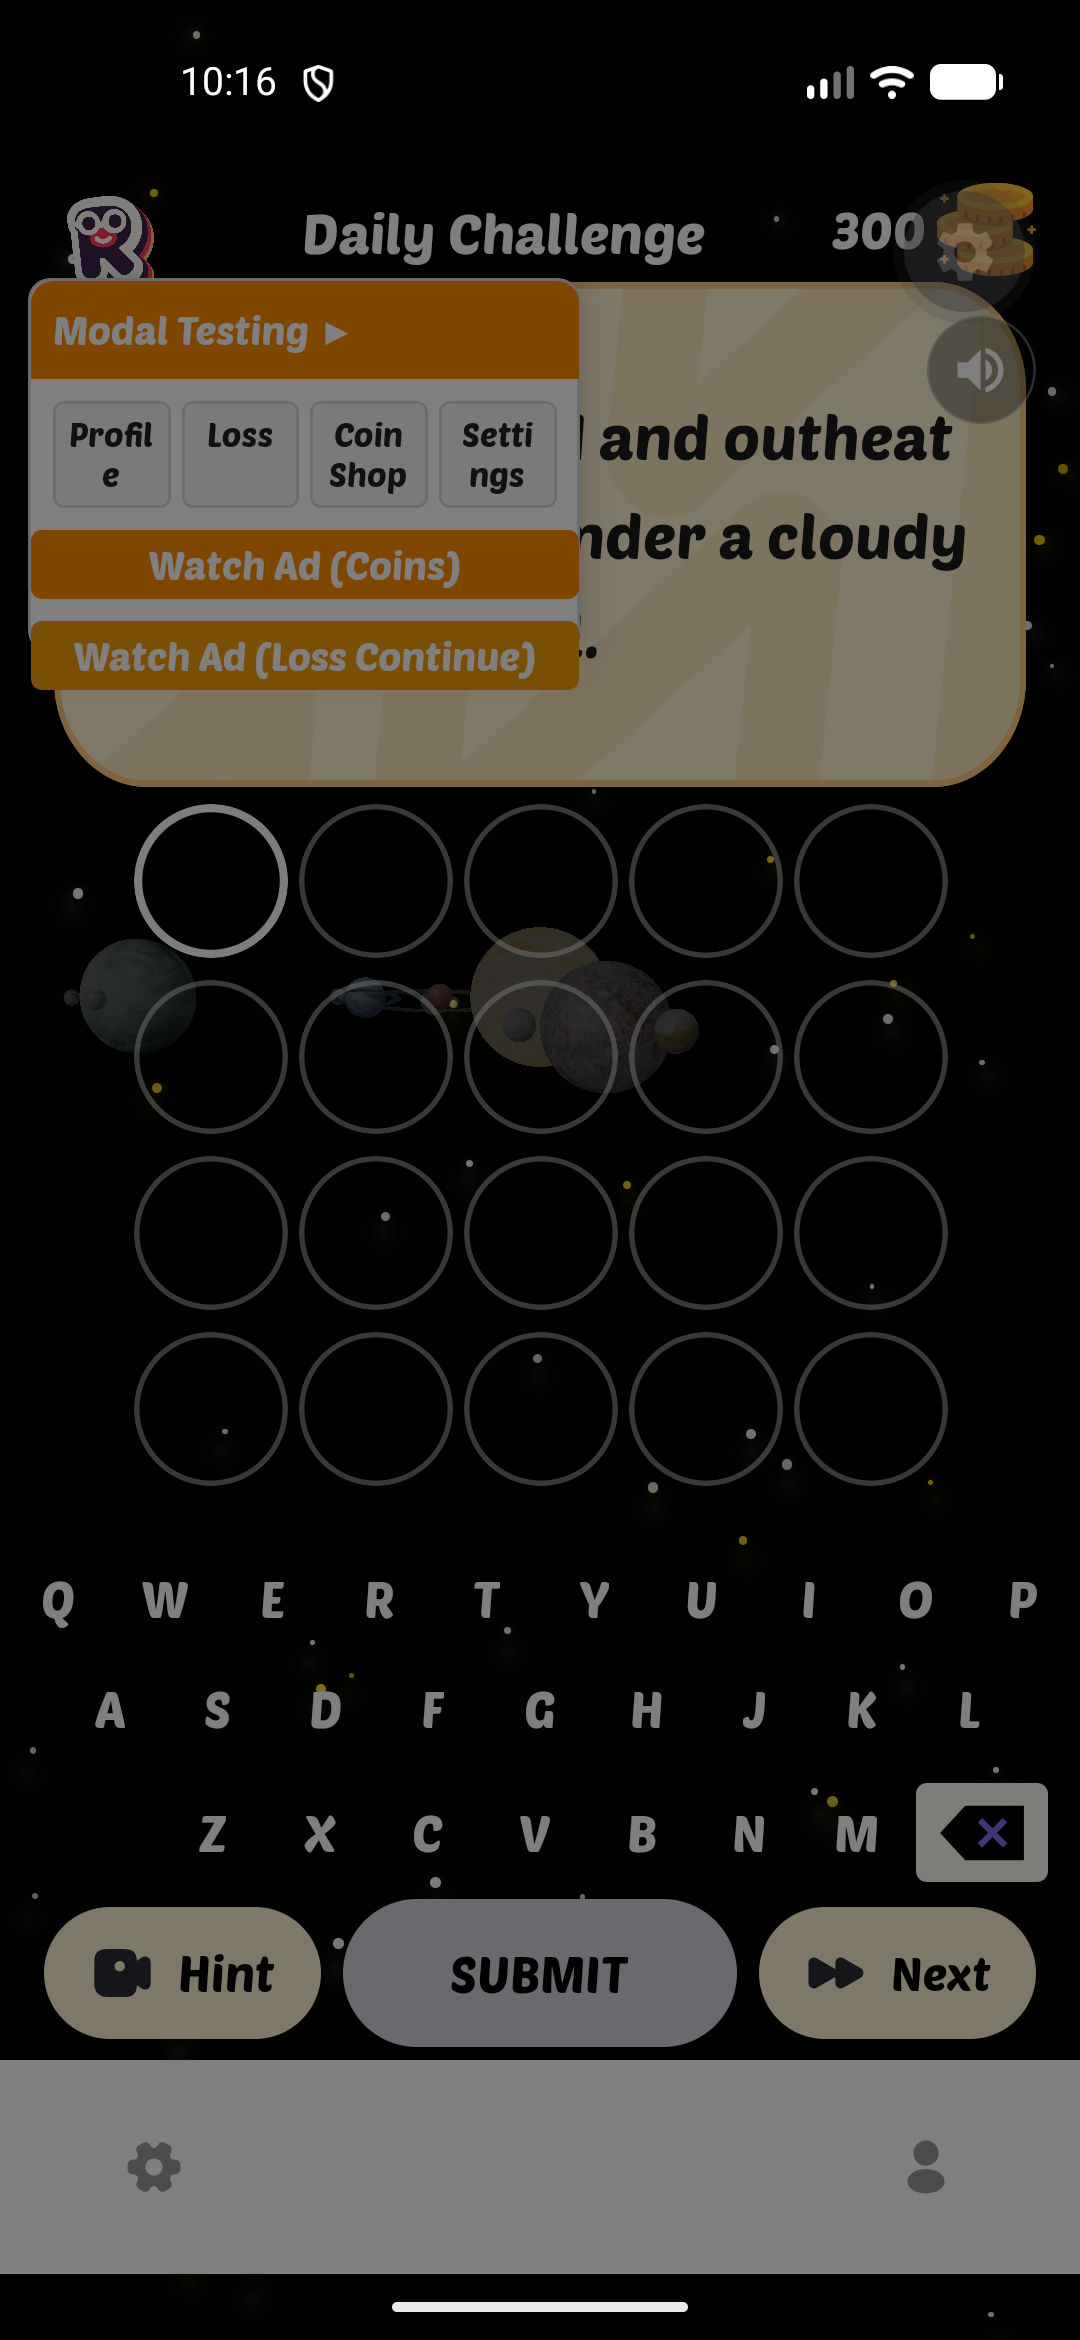 10:16
Daily Challenge
300
Modal Testing ►
Profil
e
Loss
Coin
Shop
Setti
ngs
and outheat
nder a cloudy
Watch Ad (Coins)
Watch Ad (Loss Continue)
Q W E R T Y U I O P
A S D F G H J K L
Z X C V B N M
Hint
SUBMIT
Next